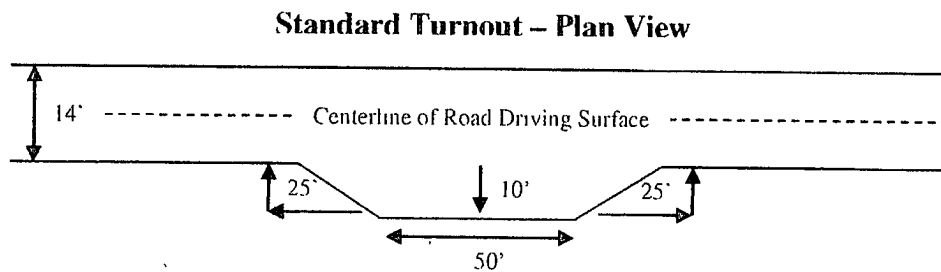 Standard Turnout – Plan View
14'
Centerline of Road Driving Surface
25'
10'
25'
50'